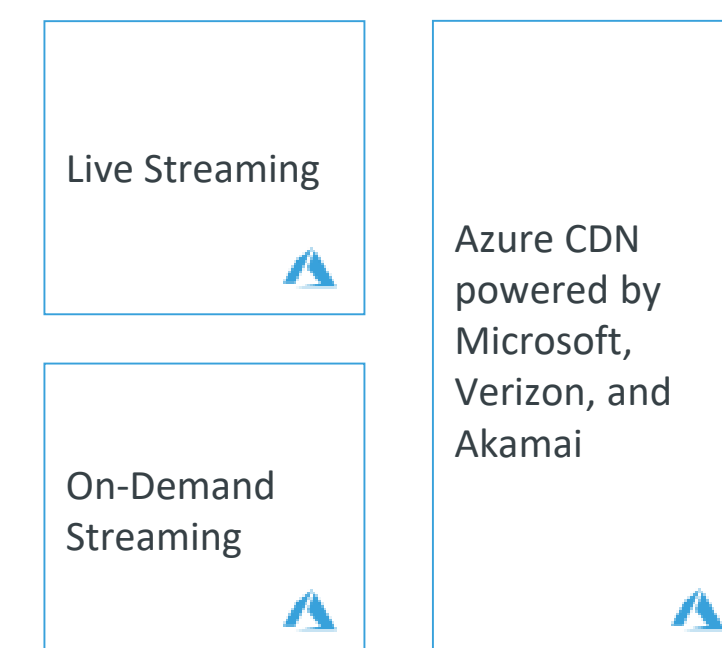 Live Streaming
On-Demand
Streaming
Azure CDN
powered by
Microsoft,
Verizon, and
Akamai